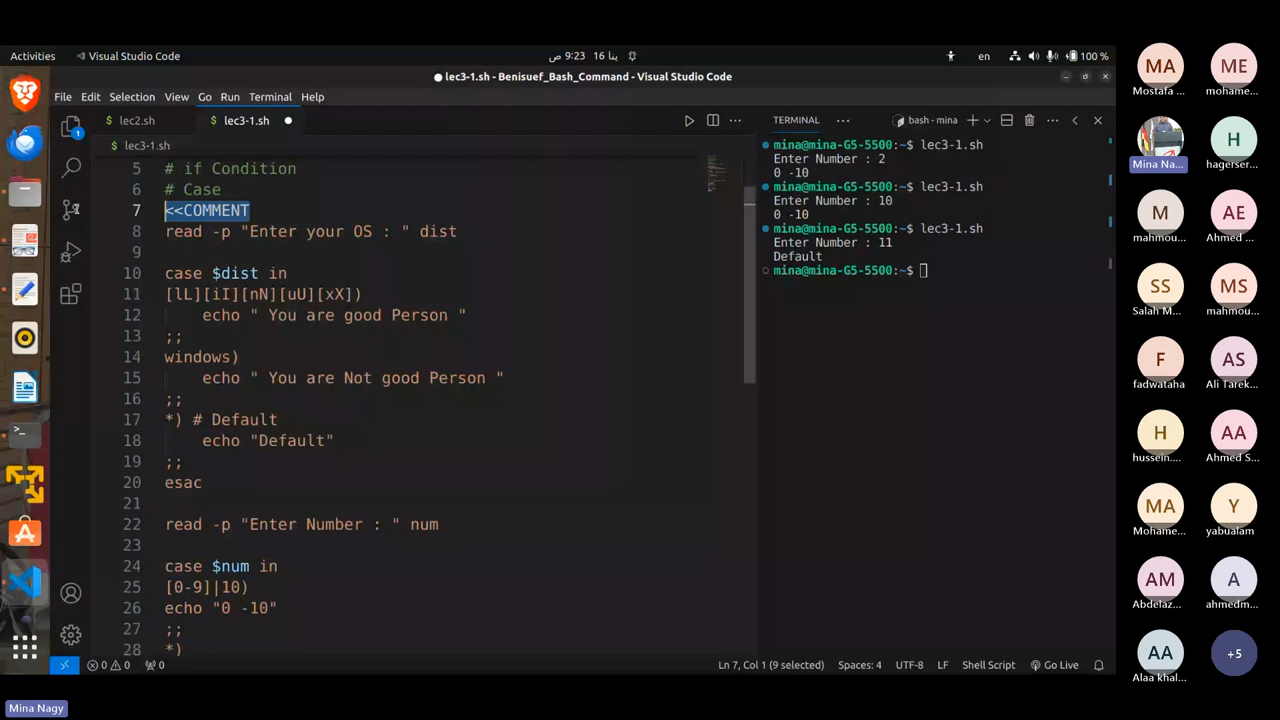 Activities
Visual Studio Code
ص 9:23 16 ينا
en
100 %
lec3-1.sh - Benisuef_Bash_Command - Visual Studio Code
File Edit Selection View Go Run Terminal Help
lec2.sh
lec3-1.sh
lec3-1.sh
1
5 # if Condition
6 # Case
7 <<COMMENT
8 read -p "Enter your OS : " dist
9
10 case $dist in
11 [lL][iI][nN][uU][xX])
12 echo " You are good Person "
13 ;;
14 windows)
15 echo " You are Not good Person "
16 ;;
17 *) # Default
18 echo "Default"
19 ;;
20 esac
21
22 read -p "Enter Number : " num
23
24 case $num in
25 [0-9]|10)
26 echo "0 -10"
27 ;;
28 *)
TERMINAL
bash - mina
mina@mina-G5-5500:~$ lec3-1.sh
Enter Number : 2
0 -10
mina@mina-G5-5500:~$ lec3-1.sh
Enter Number : 10
0 -10
mina@mina-G5-5500:~$ lec3-1.sh
Enter Number : 11
Default
mina@mina-G5-5500:~$
0 0 0
Ln 7, Col 1 (9 selected) Spaces: 4 UTF-8 LF Shell Script Go Live
MA ME
Mostafa ... mohame...
H
Mina Na... hagerser...
M AE
mahmou... Ahmed ...
SS MS
Salah M... mahmou...
F AS
fadwataha Ali Tarek...
H AA
hussein.... Ahmed S...
MA Y
Mohame... yabualam
AM A
Abdelaz... ahmedm...
AA +5
Alaa khal...
Mina Nagy